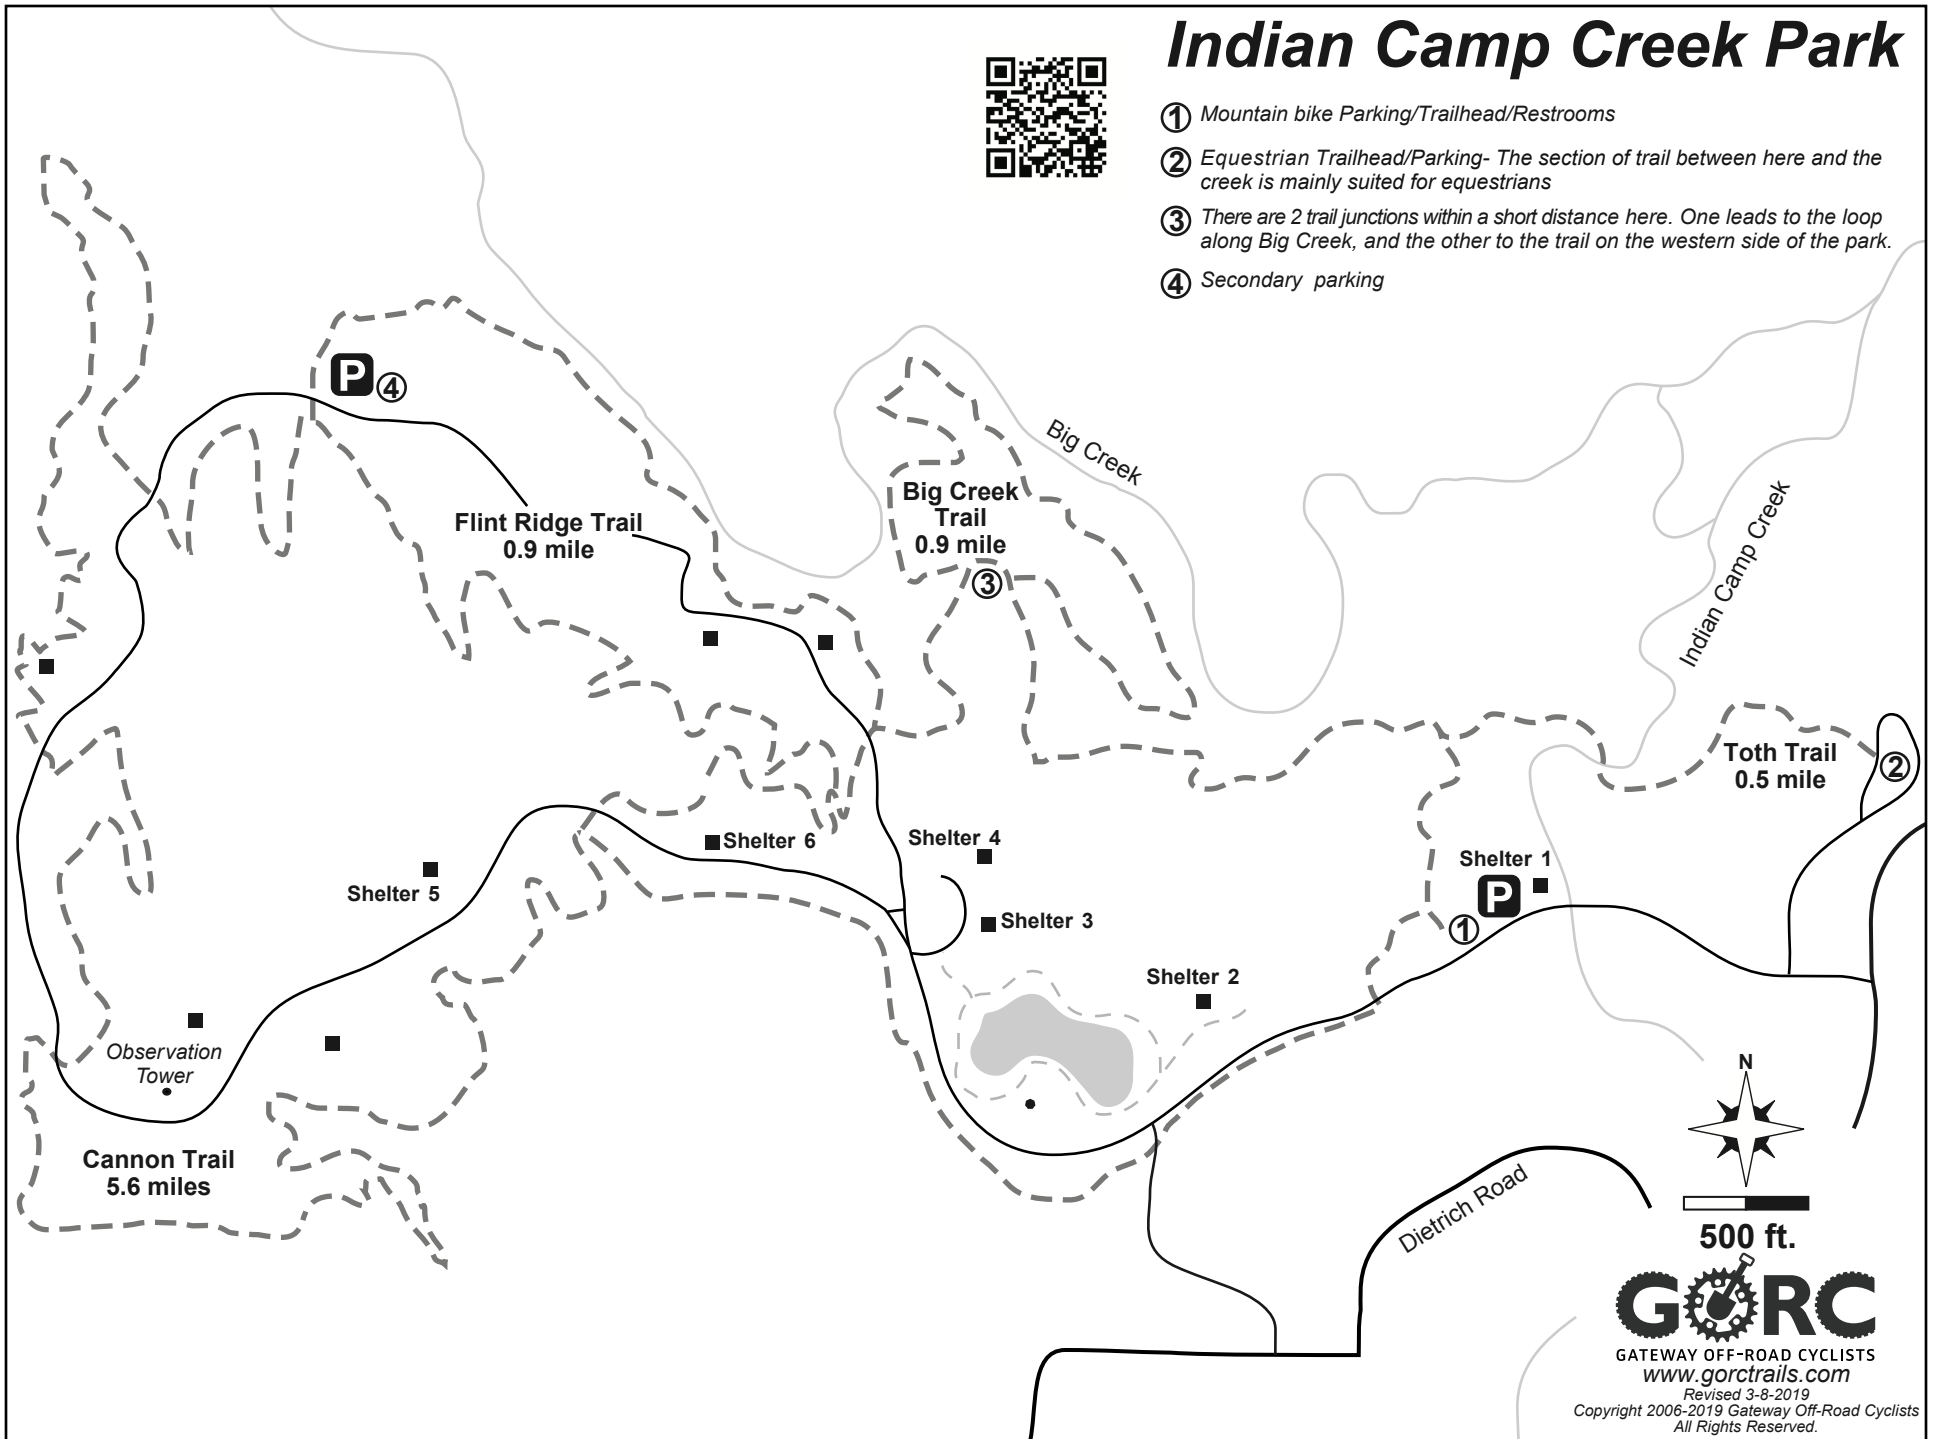 Indian Camp Creek Park
1 Mountain bike Parking/Trailhead/Restrooms
2 Equestrian Trailhead/Parking- The section of trail between here and the
creek is mainly suited for equestrians
3 There are 2 trail junctions within a short distance here. One leads to the loop
along Big Creek, and the other to the trail on the western side of the park.
4 Secondary parking
P 4
Big Creek
Flint Ridge Trail
0.9 mile
Big Creek
Trail
0.9 mile
3
Indian Camp Creek
Toth Trail
0.5 mile
2
Shelter 6
Shelter 4
Shelter 1
P
Shelter 5
Shelter 3
1
Shelter 2
Observation
Tower
N
Cannon Trail
5.6 miles
Dietrich Road
500 ft.
GORC
GATEWAY OFF-ROAD CYCLISTS
www.gorctrails.com
Revised 3-8-2019
Copyright 2006-2019 Gateway Off-Road Cyclists
All Rights Reserved.